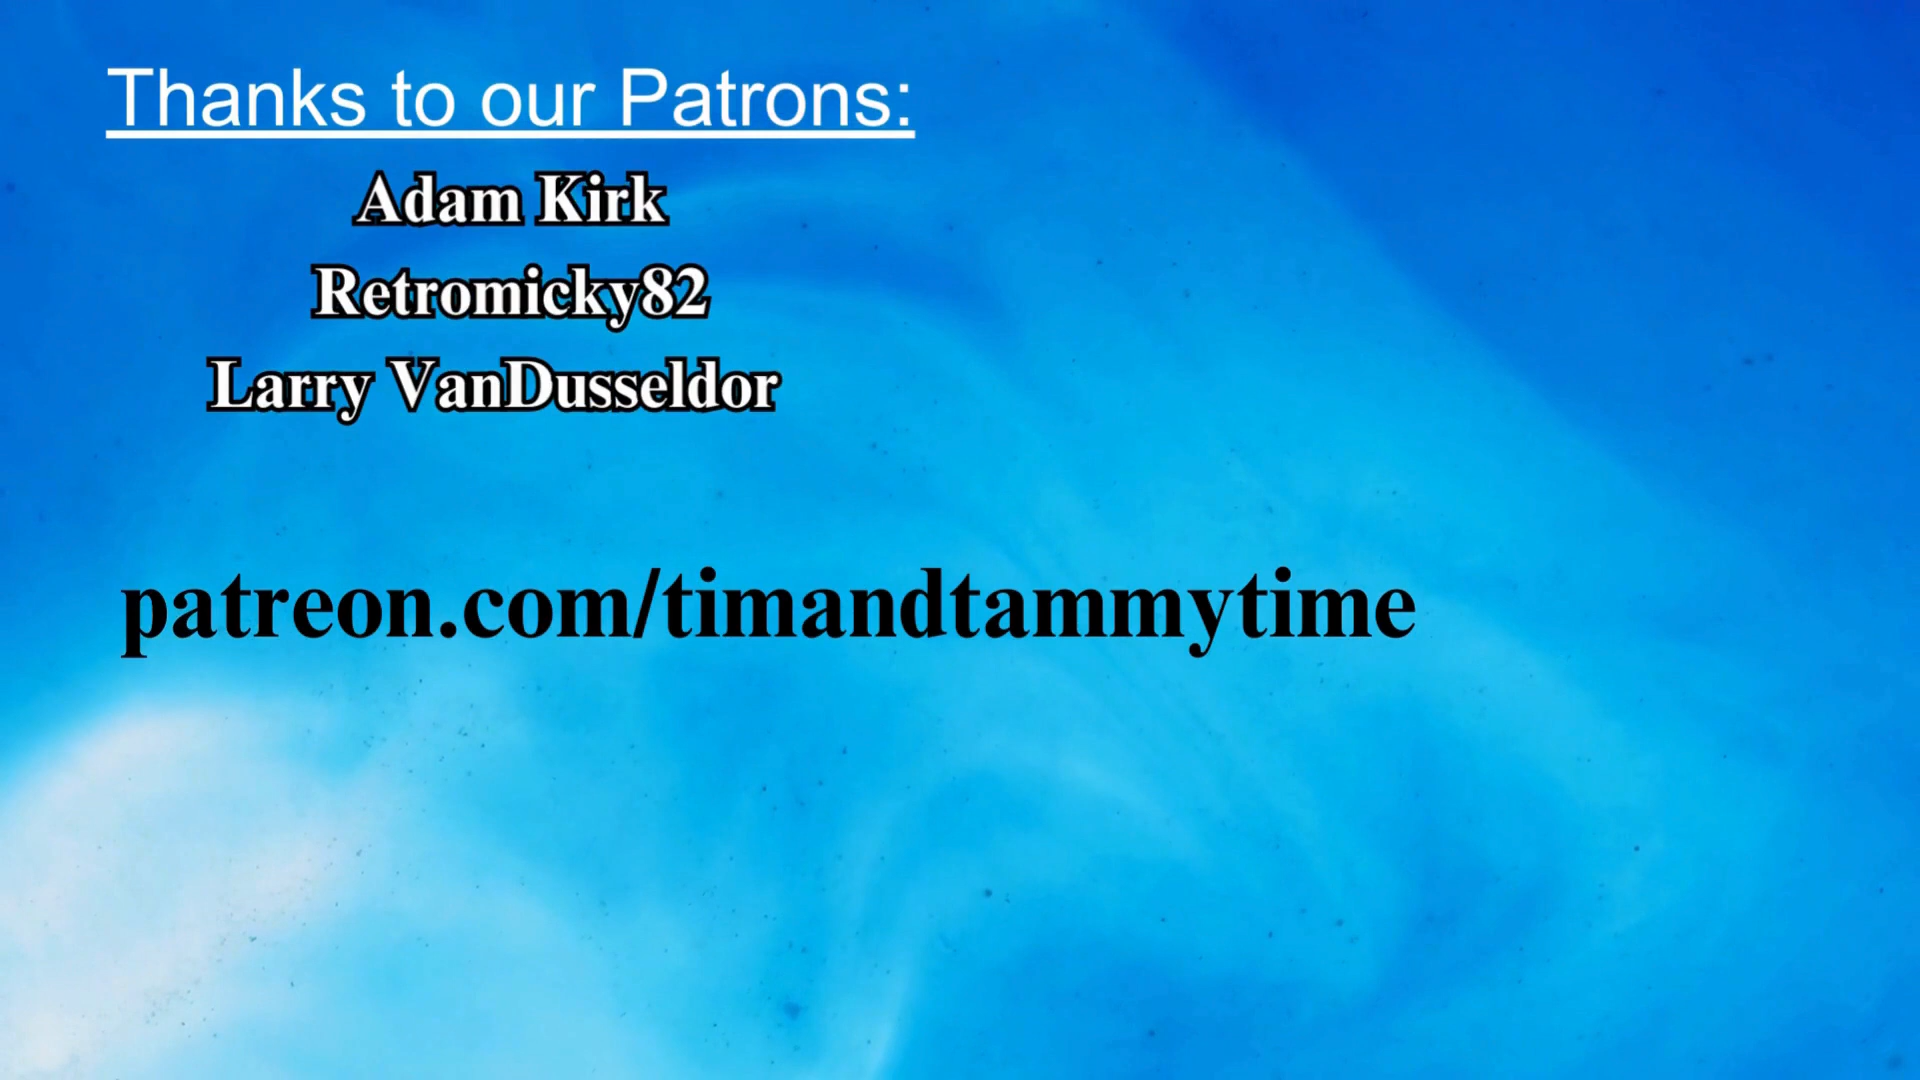 Thanks to our Patrons:
Adam Kirk
Retromicky82
Larry VanDusseldor
patreon.com/timandtammytime